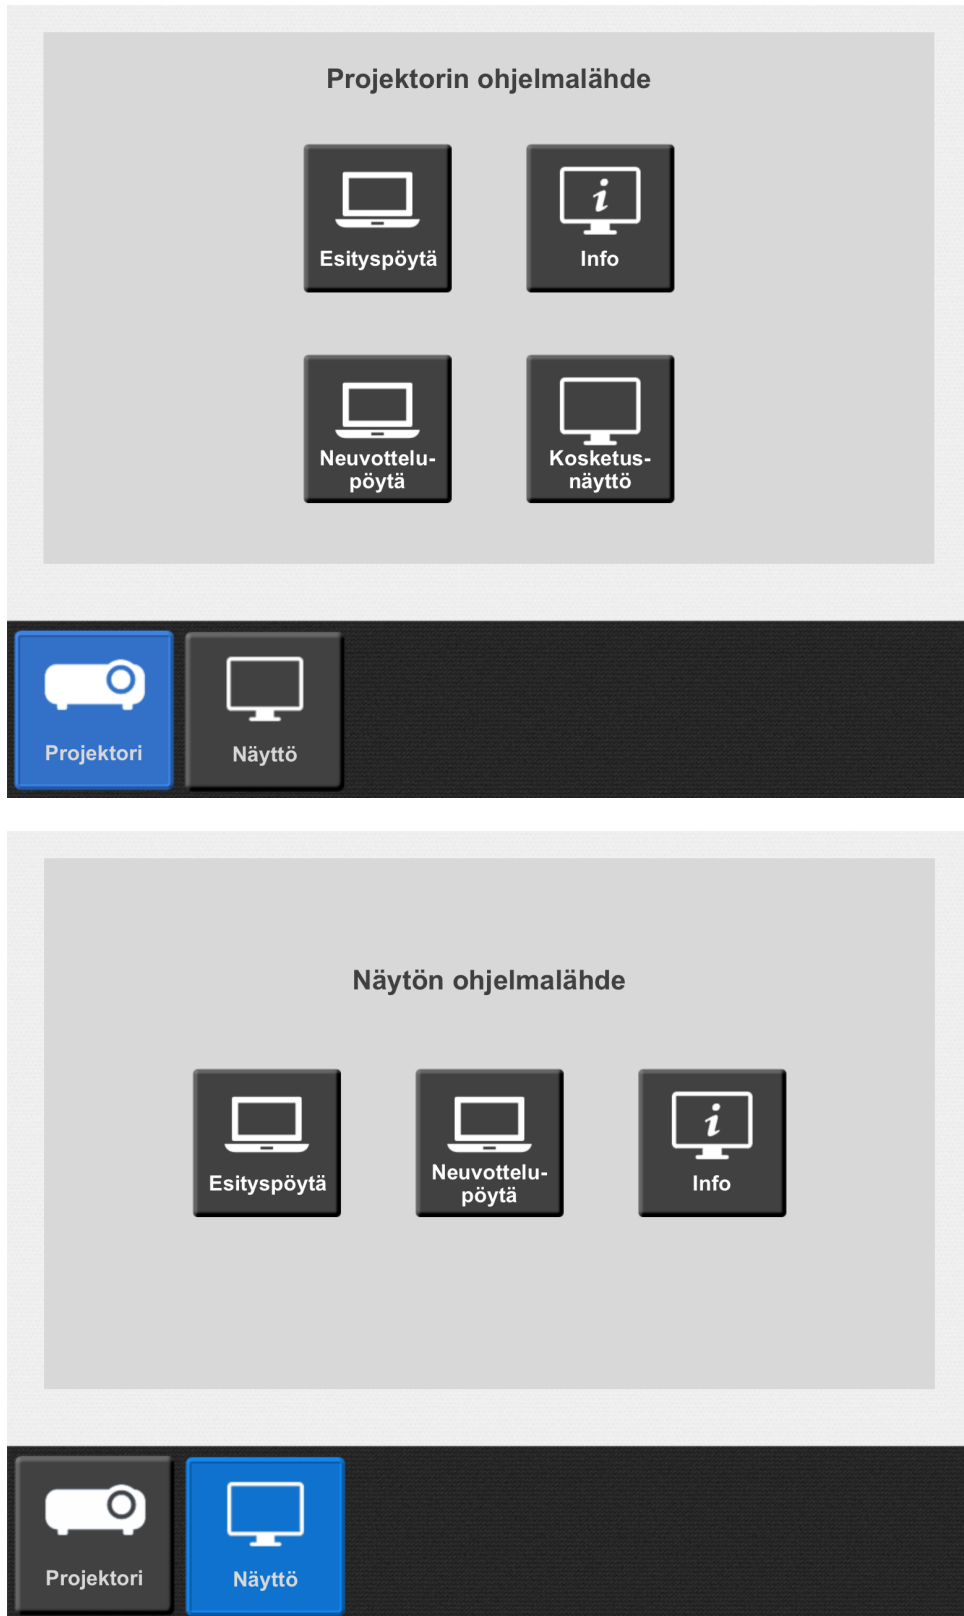 Projektorin ohjelmalähde
Esityspöytä
Info
Neuvottelu-
pöytä
Kosketus-
näyttö
Projektori
Näyttö
Näytön ohjelmalähde
Esityspöytä
Neuvottelu-
pöytä
Info
Projektori
Näyttö